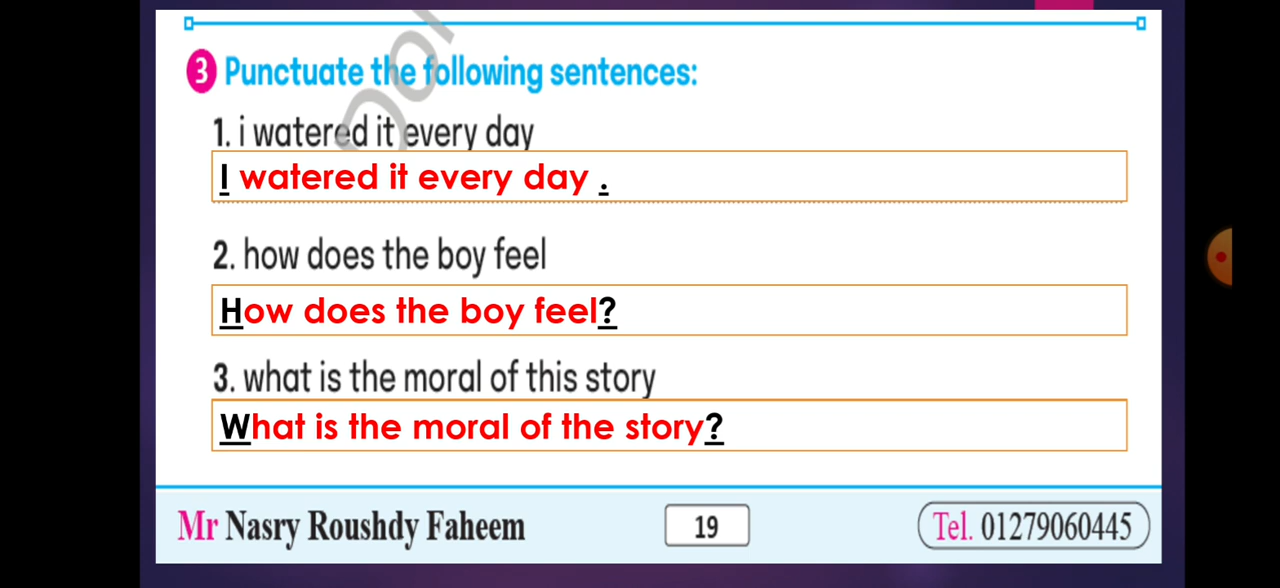 3 Punctuate the following sentences:
1. i watered it every day
I watered it every day .
2. how does the boy feel
How does the boy feel?
3. what is the moral of this story
What is the moral of the story?
Mr Nasry Roushdy Faheem
19
Tel. 01279060445